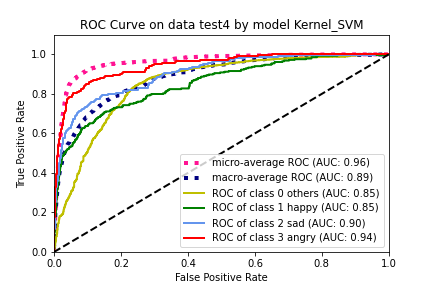 ROC Curve on data test4 by model Kernel_SVM
True Positive Rate
1.0
0.8
0.6
0.4
0.2
0.0
micro-average ROC (AUC: 0.96)
macro-average ROC (AUC: 0.89)
ROC of class 0 others (AUC: 0.85)
ROC of class 1 happy (AUC: 0.85)
ROC of class 2 sad (AUC: 0.90)
ROC of class 3 angry (AUC: 0.94)
0.0 0.2 0.4 0.6 0.8 1.0
False Positive Rate